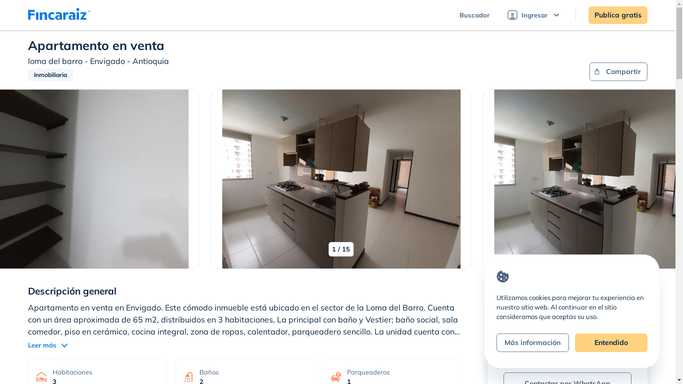 Fincaraiz
Buscador
Ingresar
Publica gratis
Apartamento en venta
loma del barro - Envigado - Antioquia
Inmobiliaria
Compartir
1 / 15
Descripción general
Apartamento en venta en Envigado. Este cómodo inmueble está ubicado en el sector de la Loma del Barro. Cuenta
con un área aproximada de 65 m2, distribuidos en 3 habitaciones, La principal con baño y Vestier; baño social, sala
comedor, piso en cerámica, cocina integral, zona de ropas, calentador, parqueadero sencillo. La unidad cuenta con...
Leer más
Habitaciones
3
Baños
2
Parqueaderos
1
Utilizamos cookies para mejorar tu experiencia en
nuestro sitio web. Al continuar en el sitio
consideramos que aceptas su uso.
Más información
Entendido
Contactar por WhatsApp